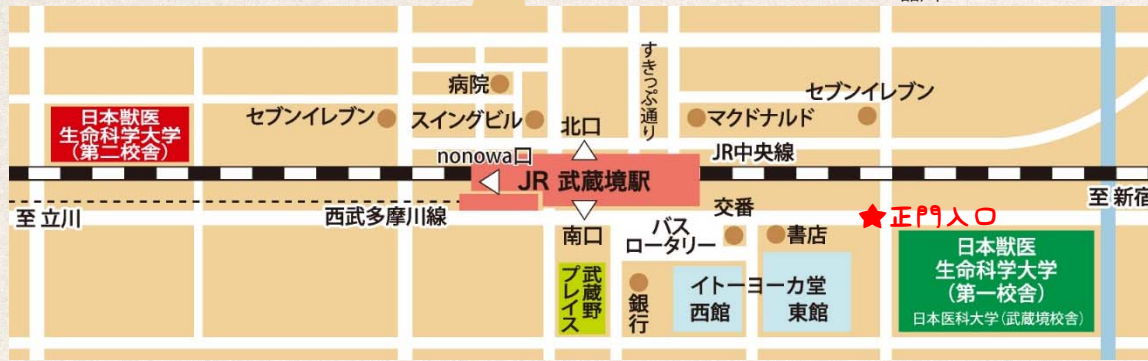 すきっぷ通り
病院
セブンイレブン
日本獣医
生命科学大学
（第二校舎）
セブンイレブン
スイングビル
北口
マクドナルド
nonowa口
JR中央線
JR 武蔵境駅
至 立川
西武多摩川線
至 新宿
交番
★正門入口
南口
バス
ロータリー
書店
武蔵野
プレイス
銀行
イトーヨーカ堂
西館
東館
日本獣医
生命科学大学
（第一校舎）
日本医科大学（武蔵境校舎）